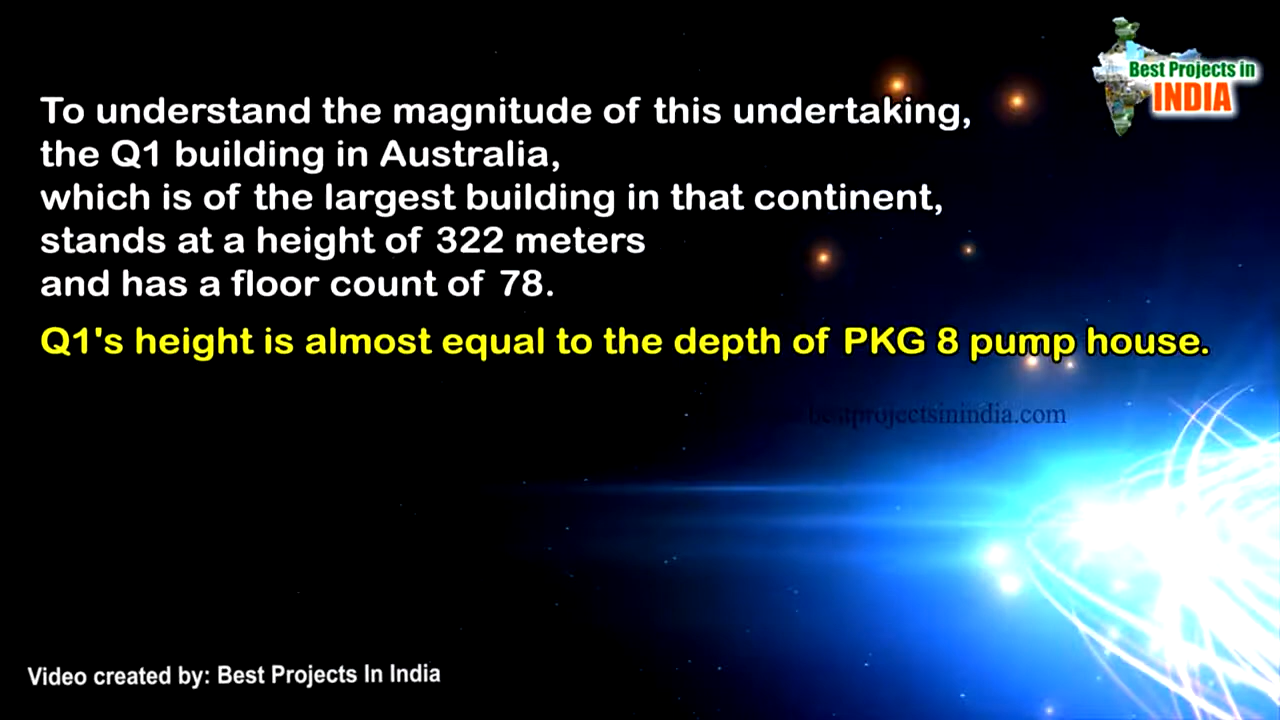 Best Projects in
INDIA
To understand the magnitude of this undertaking,
the Q1 building in Australia,
which is of the largest building in that continent,
stands at a height of 322 meters
and has a floor count of 78.
Q1's height is almost equal to the depth of PKG 8 pump house.
bestprojectsinindia.com
Video created by: Best Projects In India